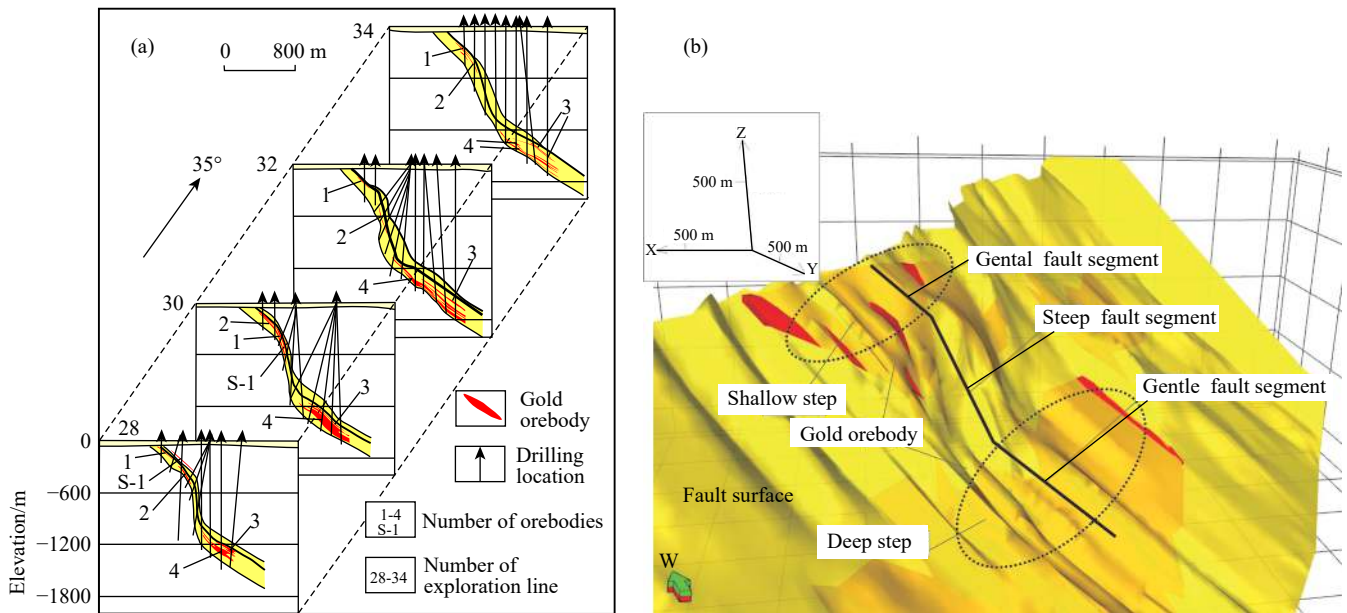 (a)
0 800 m
35°
34
1
2
3
4
32
1
2
3
4
30
2
1
S-1
3
4
28
1
S-1
2
3
4
Elevation/m
0
−600
−1200
−1800
Gold
orebody
Drilling
location
1-4
S-1
Number of orebodies
28-34
Number of
exploration line
(b)
Z
500 m
500 m
X
500 m
Y
Gental fault segment
Steep fault segment
Gentle fault segment
Shallow step
Gold orebody
Fault surface
Deep step
W